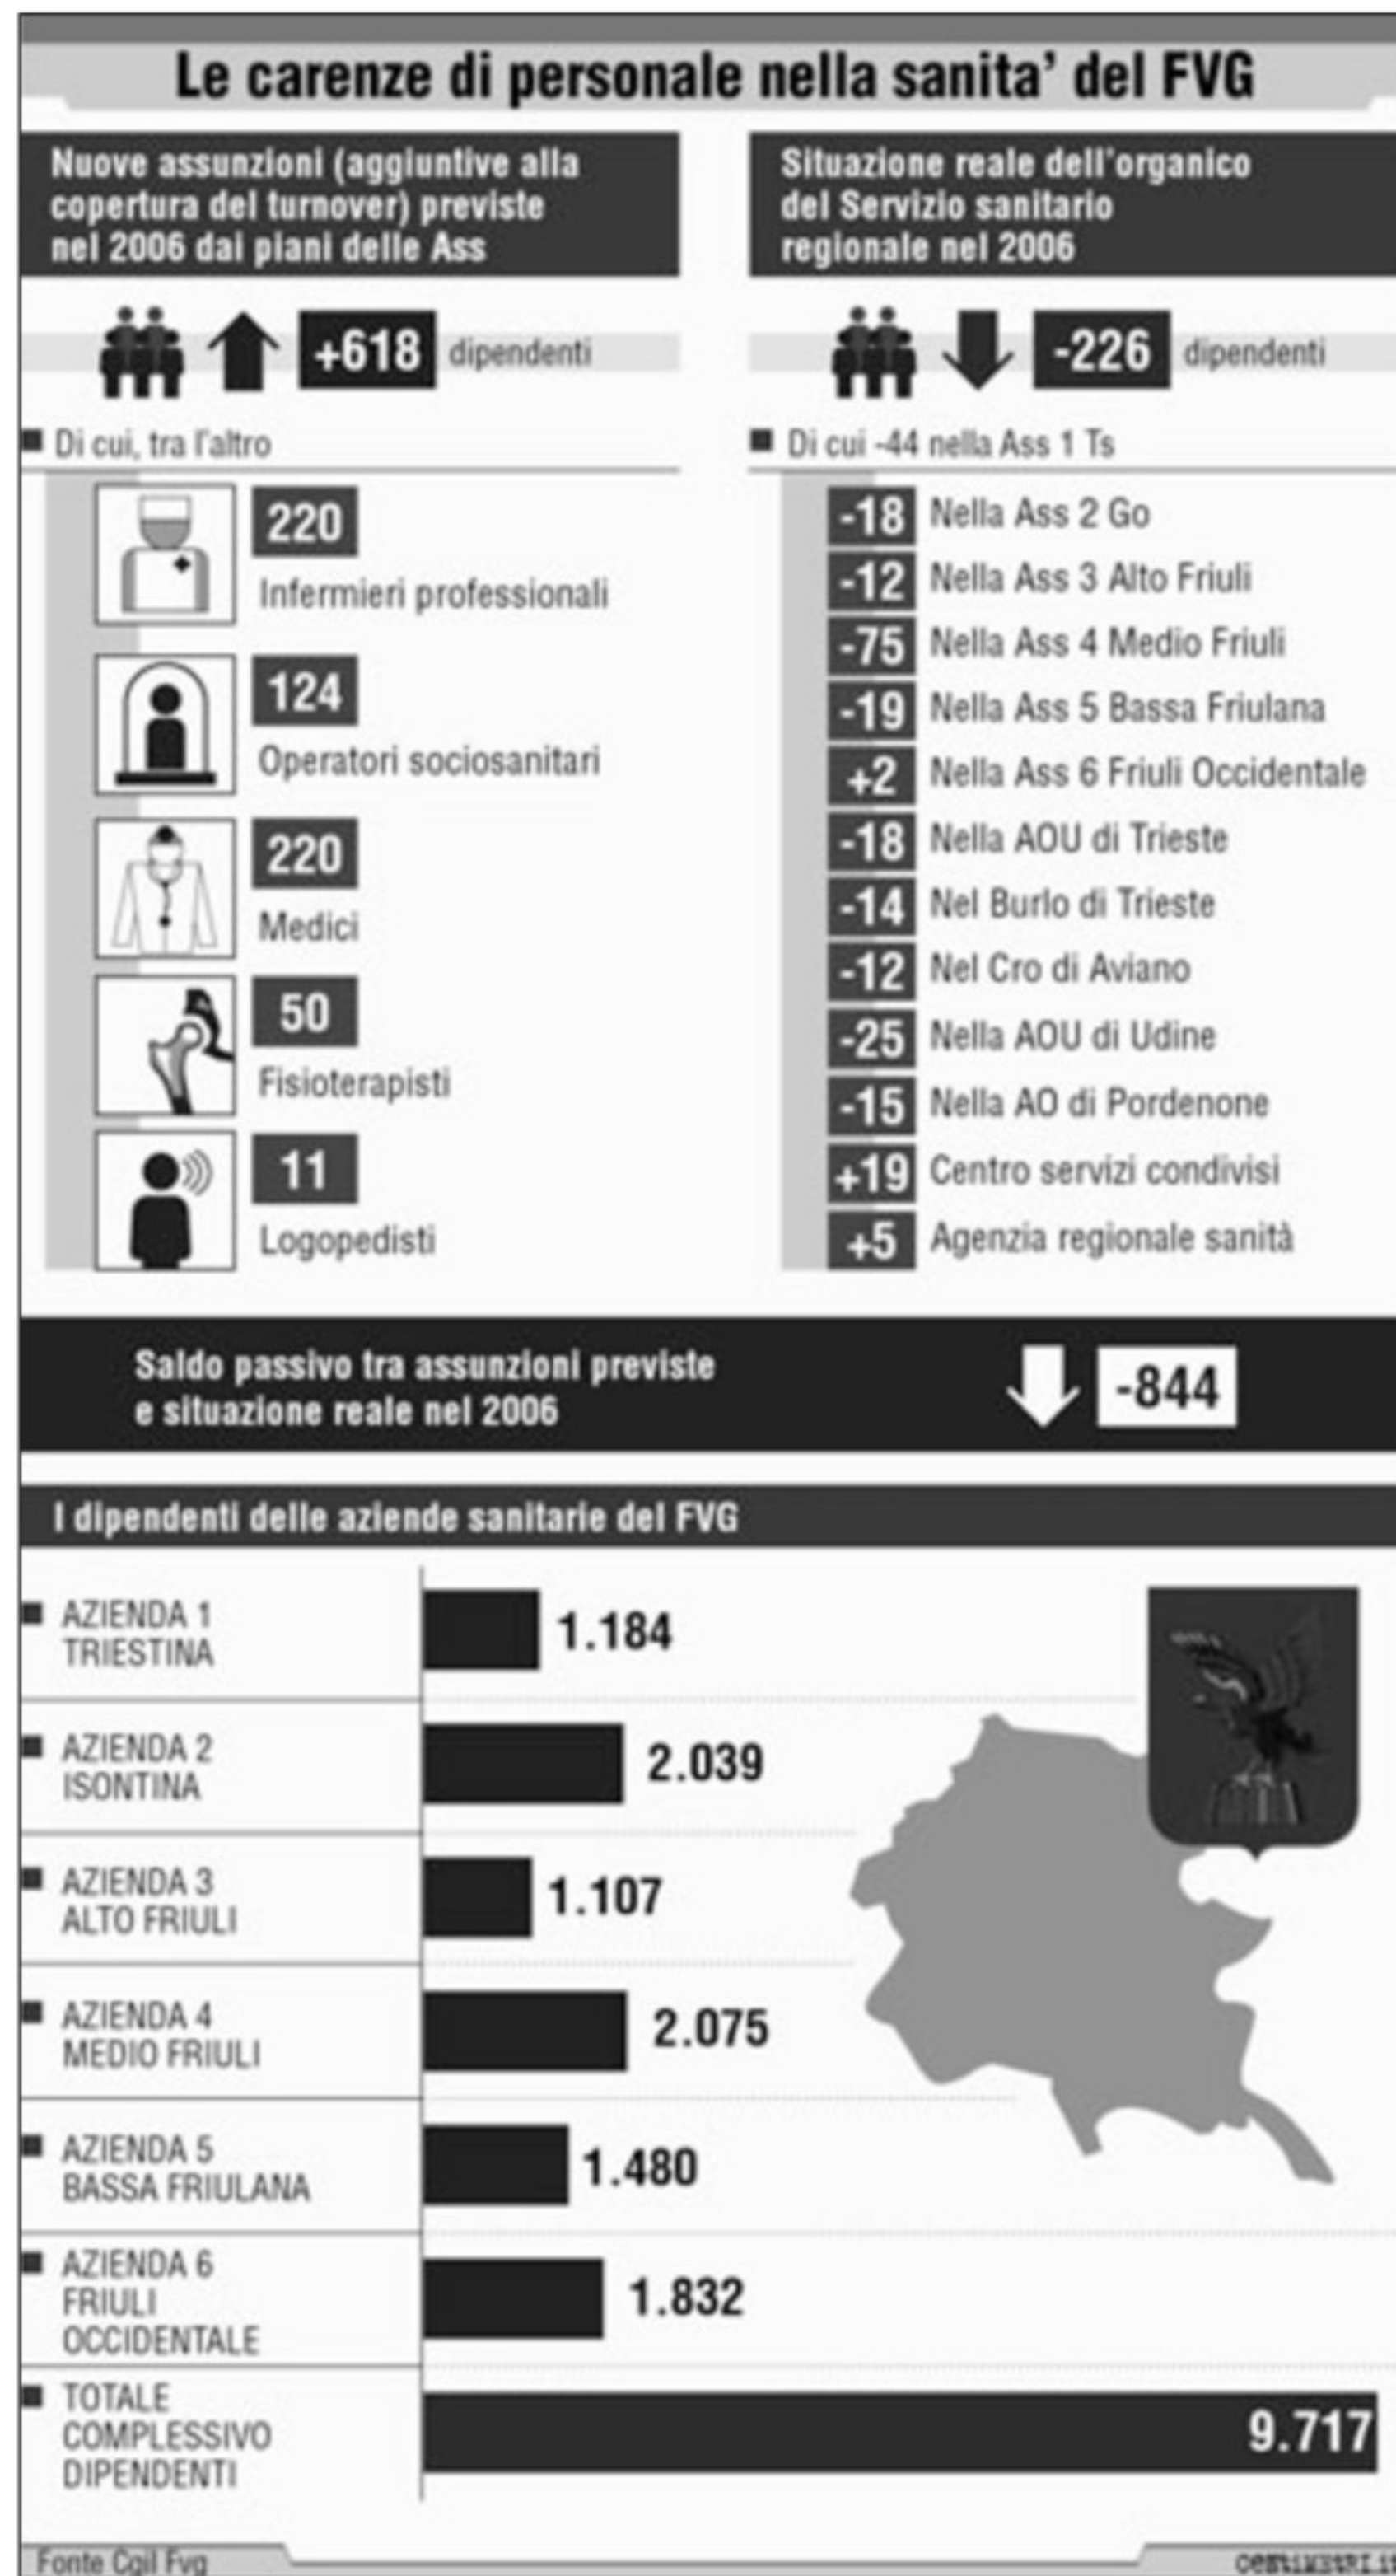 Le carenze di personale nella sanita' del FVG
Nuove assunzioni (aggiuntive alla
copertura del turnover) previste
nel 2006 dai piani delle Ass
+618 dipendenti
Di cui, tra l'altro
220
Infermieri professionali
124
Operatori sociosanitari
220
Medici
50
Fisioterapisti
11
Logopedisti
Situazione reale dell'organico
del Servizio sanitario
regionale nel 2006
-226 dipendenti
Di cui -44 nella Ass 1 Ts
-18 Nella Ass 2 Go
-12 Nella Ass 3 Alto Friuli
-75 Nella Ass 4 Medio Friuli
-19 Nella Ass 5 Bassa Friulana
+2 Nella Ass 6 Friuli Occidentale
-18 Nella AOU di Trieste
-14 Nel Burlo di Trieste
-12 Nel Cro di Aviano
-25 Nella AOU di Udine
-15 Nella AO di Pordenone
+19 Centro servizi condivisi
+5 Agenzia regionale sanità
Saldo passivo tra assunzioni previste
e situazione reale nel 2006
-844
I dipendenti delle aziende sanitarie del FVG
AZIENDA 1
TRIESTINA
1.184
AZIENDA 2
ISONTINA
2.039
AZIENDA 3
ALTO FRIULI
1.107
AZIENDA 4
MEDIO FRIULI
2.075
AZIENDA 5
BASSA FRIULANA
1.480
AZIENDA 6
FRIULI
OCCIDENTALE
1.832
TOTALE
COMPLESSIVO
DIPENDENTI
9.717
Fonte Cgil Fvg
centimetri.it